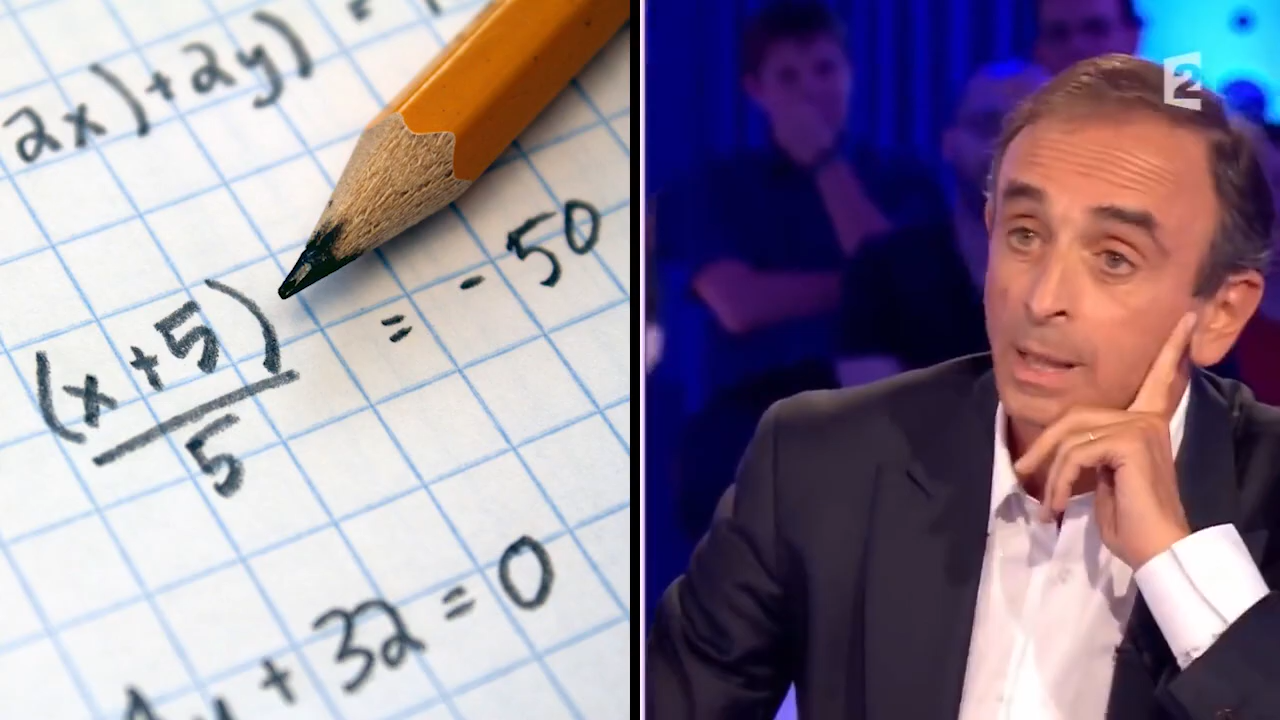 2x)+2y) =
(x+5)
= - 50
5
y + 32 = 0
2